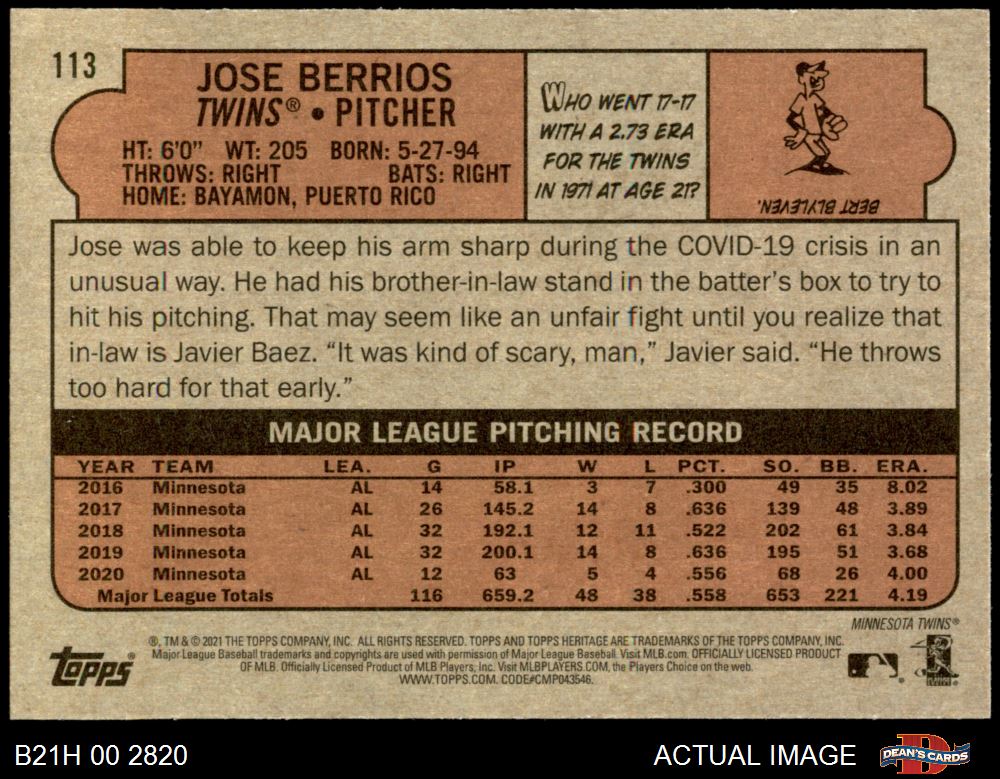 113
JOSE BERRIOS
TWINS® • PITCHER
HT: 6'0" WT: 205 BORN: 5-27-94
THROWS: RIGHT BATS: RIGHT
HOME: BAYAMON, PUERTO RICO
WHO WENT 17-17
WITH A 2.73 ERA
FOR THE TWINS
IN 1971 AT AGE 21?
BERT BLYLEVEN.
Jose was able to keep his arm sharp during the COVID-19 crisis in an
unusual way. He had his brother-in-law stand in the batter's box to try to
hit his pitching. That may seem like an unfair fight until you realize that
in-law is Javier Baez. “It was kind of scary, man,” Javier said. “He throws
too hard for that early.”
MAJOR LEAGUE PITCHING RECORD
YEAR TEAM LEA. G IP W L PCT. SO. BB. ERA.
2016 Minnesota AL 14 58.1 3 7 .300 49 35 8.02
2017 Minnesota AL 26 145.2 14 8 .636 139 48 3.89
2018 Minnesota AL 32 192.1 12 11 .522 202 61 3.84
2019 Minnesota AL 32 200.1 14 8 .636 195 51 3.68
2020 Minnesota AL 12 63 5 4 .556 68 26 4.00
Major League Totals 116 659.2 48 38 .558 653 221 4.19
MINNESOTA TWINS®
®, TM & © 2021 THE TOPPS COMPANY, INC. ALL RIGHTS RESERVED. TOPPS AND TOPPS HERITAGE ARE TRADEMARKS OF THE TOPPS COMPANY, INC.
Major League Baseball trademarks and copyrights are used with permission of Major League Baseball. Visit MLB.com. OFFICIALLY LICENSED PRODUCT
OF MLB. Officially Licensed Product of MLB Players, Inc. Visit MLBPLAYERS.COM, the Players Choice on the web.
WWW.TOPPS.COM. CODE#CMP043546.
topps®
B21H 00 2820
ACTUAL IMAGE
DEAN'S CARDS